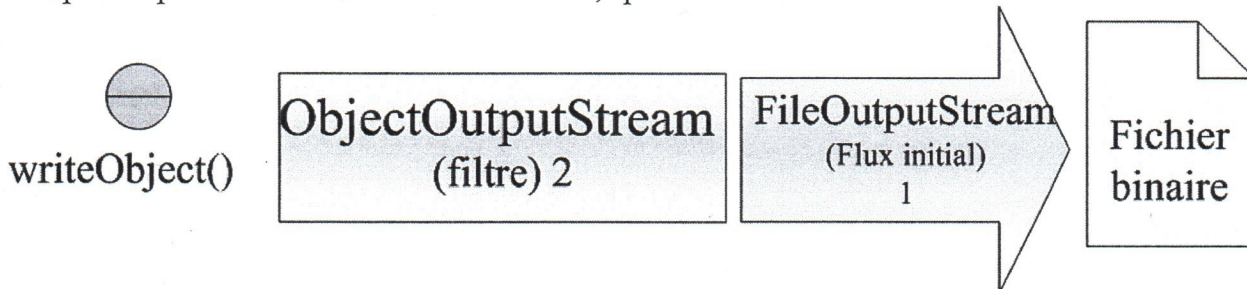 writeObject()
ObjectOutputStream
(filtre) 2
FileOutputStream
(Flux initial)
1
Fichier
binaire